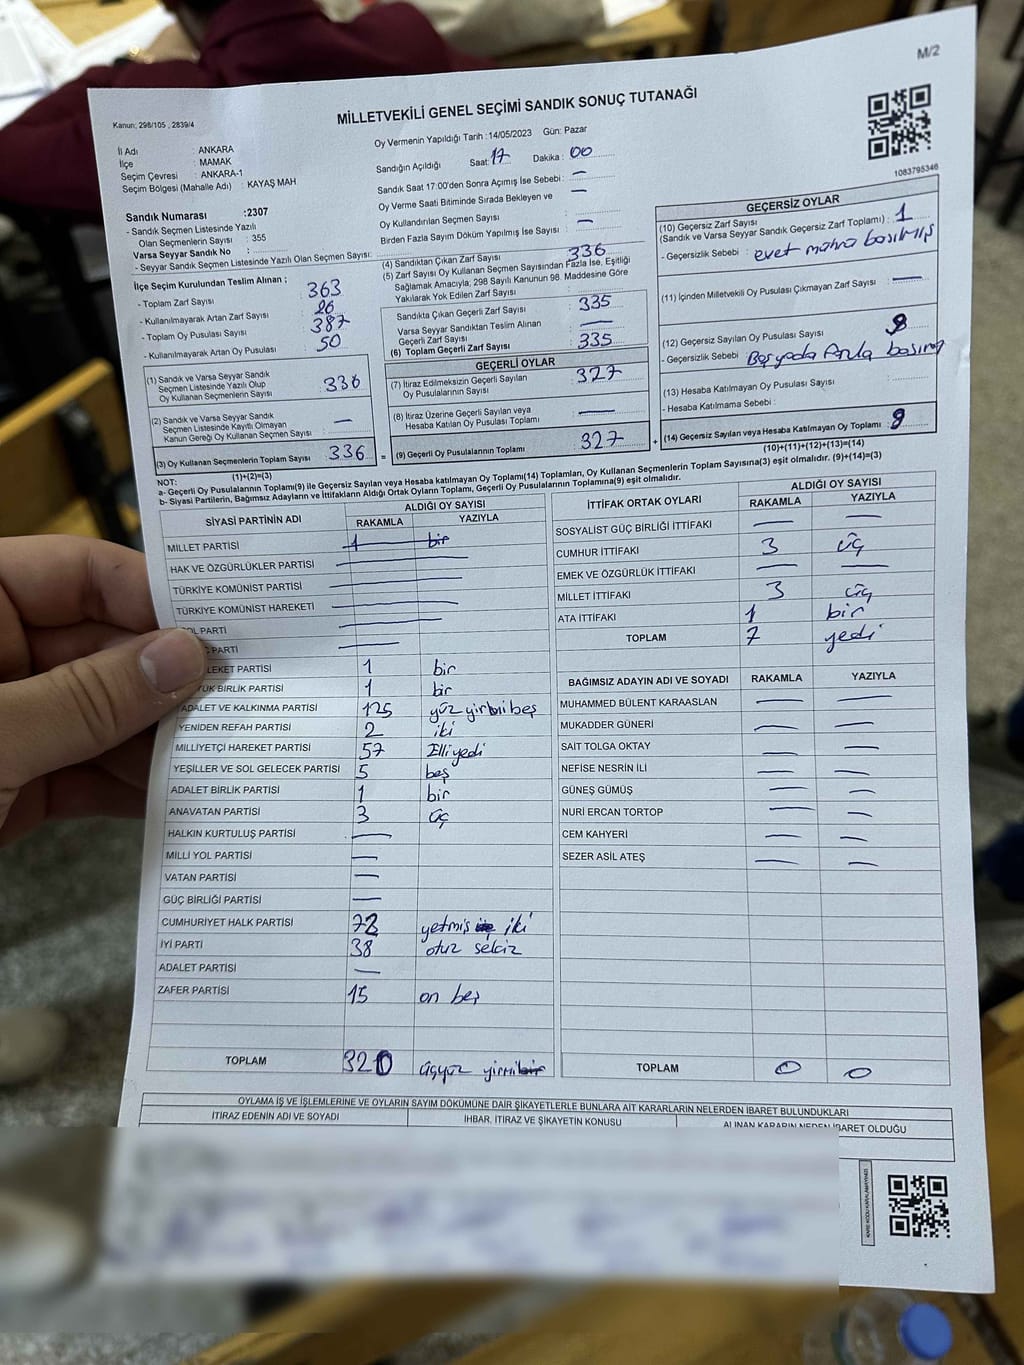 M/2
MİLLETVEKİLİ GENEL SEÇİMİ SANDIK SONUÇ TUTANAĞI
Kanun; 298/105 , 2839/4
İl Adı : ANKARA
İlçe : MAMAK
Seçim Çevresi : ANKARA-1
Seçim Bölgesi (Mahalle Adı) : KAYAŞ MAH
Sandık Numarası :2307
- Sandık Seçmen Listesinde Yazılı
Olan Seçmenlerin Sayısı : 355
Varsa Seyyar Sandık No :
- Seyyar Sandık Seçmen Listesinde Yazılı Olan Seçmen Sayısı:
Oy Vermenin Yapıldığı Tarih :14/05/2023 Gün: Pazar
Sandığın Açıldığı Saat: 17 Dakika : 00
Sandık Saat 17:00'den Sonra Açımış İse Sebebi : —
Oy Verme Saati Bitiminde Sırada Bekleyen ve
Oy Kullandırılan Seçmen Sayısı : —
Birden Fazla Sayım Döküm Yapılmış İse Sayısı : —
1083795346
İlçe Seçim Kurulundan Teslim Alınan :
- Toplam Zarf Sayısı 363
- Kullanılmayarak Artan Zarf Sayısı 26
- Toplam Oy Pusulası Sayısı 387
- Kullanılmayarak Artan Oy Pusulası 50
(1) Sandık ve Varsa Seyyar Sandık
Seçmen Listesinde Yazılı Olup
Oy Kullanan Seçmenlerin Sayısı 336
(2) Sandık ve Varsa Seyyar Sandık
Seçmen Listesinde Kayıtlı Olmayan
Kanun Gereği Oy Kullanan Seçmen Sayısı : —
(3) Oy Kullanan Seçmenlerin Toplam Sayısı 336 =
(1)+(2)=(3)
(4) Sandıktan Çıkan Zarf Sayısı 336
(5) Zarf Sayısı Oy Kullanan Seçmen Sayısından Fazla İse, Eşitliği
Sağlamak Amacıyla, 298 Sayılı Kanunun 98. Maddesine Göre
Yakılarak Yok Edilen Zarf Sayısı :
Sandıkta Çıkan Geçerli Zarf Sayısı 335
Varsa Seyyar Sandıktan Teslim Alınan
Geçerli Zarf Sayısı : —
(6) Toplam Geçerli Zarf Sayısı 335
GEÇERLİ OYLAR
(7) İtiraz Edilmeksizin Geçerli Sayılan
Oy Pusulalarının Sayısı : 327
(8) İtiraz Üzerine Geçerli Sayılan veya
Hesaba Katılan Oy Pusulası Toplamı : —
(9) Geçerli Oy Pusulalarının Toplamı 327 +
GEÇERSİZ OYLAR
(10) Geçersiz Zarf Sayısı
(Sandık ve Varsa Seyyar Sandık Geçersiz Zarf Toplamı) : 1
- Geçersizlik Sebebi : evet mührü basılmış
(11) İçinden Milletvekili Oy Pusulası Çıkmayan Zarf Sayısı : —
(12) Geçersiz Sayılan Oy Pusulası Sayısı 8
- Geçersizlik Sebebi
(13) Hesaba Katılmayan Oy Pusulası Sayısı :
- Hesaba Katılmama Sebebi :
(14) Geçersiz Sayılan veya Hesaba Katılmayan Oy Toplamı : 9
(10)+(11)+(12)+(13)=(14)
NOT:
a- Geçerli Oy Pusulalarının Toplamı(9) ile Geçersiz Sayılan veya Hesaba katılmayan Oy Toplamı(14) Toplamları, Oy Kullanan Seçmenlerin Toplam Sayısına(3) eşit olmalıdır. (9)+(14)=(3)
b- Siyasi Partilerin, Bağımsız Adayların ve İttifakların Aldığı Ortak Oyların Toplamı, Geçerli Oy Pusulalarının Toplamına(9) eşit olmalıdır.
SİYASİ PARTİNİN ADI ALDIĞI OY SAYISI
RAKAMLA YAZIYLA
MİLLET PARTİSİ 1 bir
HAK VE ÖZGÜRLÜKLER PARTİSİ —
TÜRKİYE KOMÜNİST PARTİSİ —
TÜRKİYE KOMÜNİST HAREKETİ —
OL PARTİ —
PARTİ —
LEKET PARTİSİ 1 bir
ÜK BİRLİK PARTİSİ 1 bir
ADALET VE KALKINMA PARTİSİ 125 yüz yirmi beş
YENİDEN REFAH PARTİSİ 2 iki
MİLLİYETÇİ HAREKET PARTİSİ 57 Elli yedi
YEŞİLLER VE SOL GELECEK PARTİSİ 5 beş
ADALET BİRLİK PARTİSİ 1 bir
ANAVATAN PARTİSİ 3 üç
HALKIN KURTULUŞ PARTİSİ —
MİLLİ YOL PARTİSİ —
VATAN PARTİSİ —
GÜÇ BİRLİĞİ PARTİSİ —
CUMHURİYET HALK PARTİSİ 72 yetmiş iki
İYİ PARTİ 38 otuz sekiz
ADALET PARTİSİ —
ZAFER PARTİSİ 15 on beş
TOPLAM 320 üçyüz yirmi
İTTİFAK ORTAK OYLARI ALDIĞI OY SAYISI
RAKAMLA YAZIYLA
SOSYALİST GÜÇ BİRLİĞİ İTTİFAKI — —
CUMHUR İTTİFAKI 3 üç
EMEK VE ÖZGÜRLÜK İTTİFAKI — —
MİLLET İTTİFAKI 3 üç
ATA İTTİFAKI 1 bir
TOPLAM 7 yedi
BAĞIMSIZ ADAYIN ADI VE SOYADI RAKAMLA YAZIYLA
MUHAMMED BÜLENT KARAASLAN — —
MUKADDER GÜNERİ — —
SAİT TOLGA OKTAY — —
NEFİSE NESRİN İLİ — —
GÜNEŞ GÜMÜŞ — —
NURİ ERCAN TORTOP — —
CEM KAHYERİ — —
SEZER ASİL ATEŞ — —
TOPLAM 0 0
OYLAMA İŞ VE İŞLEMLERİNE VE OYLARIN SAYIM DÖKÜMÜNE DAİR ŞİKAYETLERLE BUNLARA AİT KARARLARIN NELERDEN İBARET BULUNDUKLARI
İTİRAZ EDENİN ADI VE SOYADI İHBAR, İTİRAZ VE ŞİKAYETİN KONUSU ALINAN KARARIN NEDEN İBARET OLDUĞU